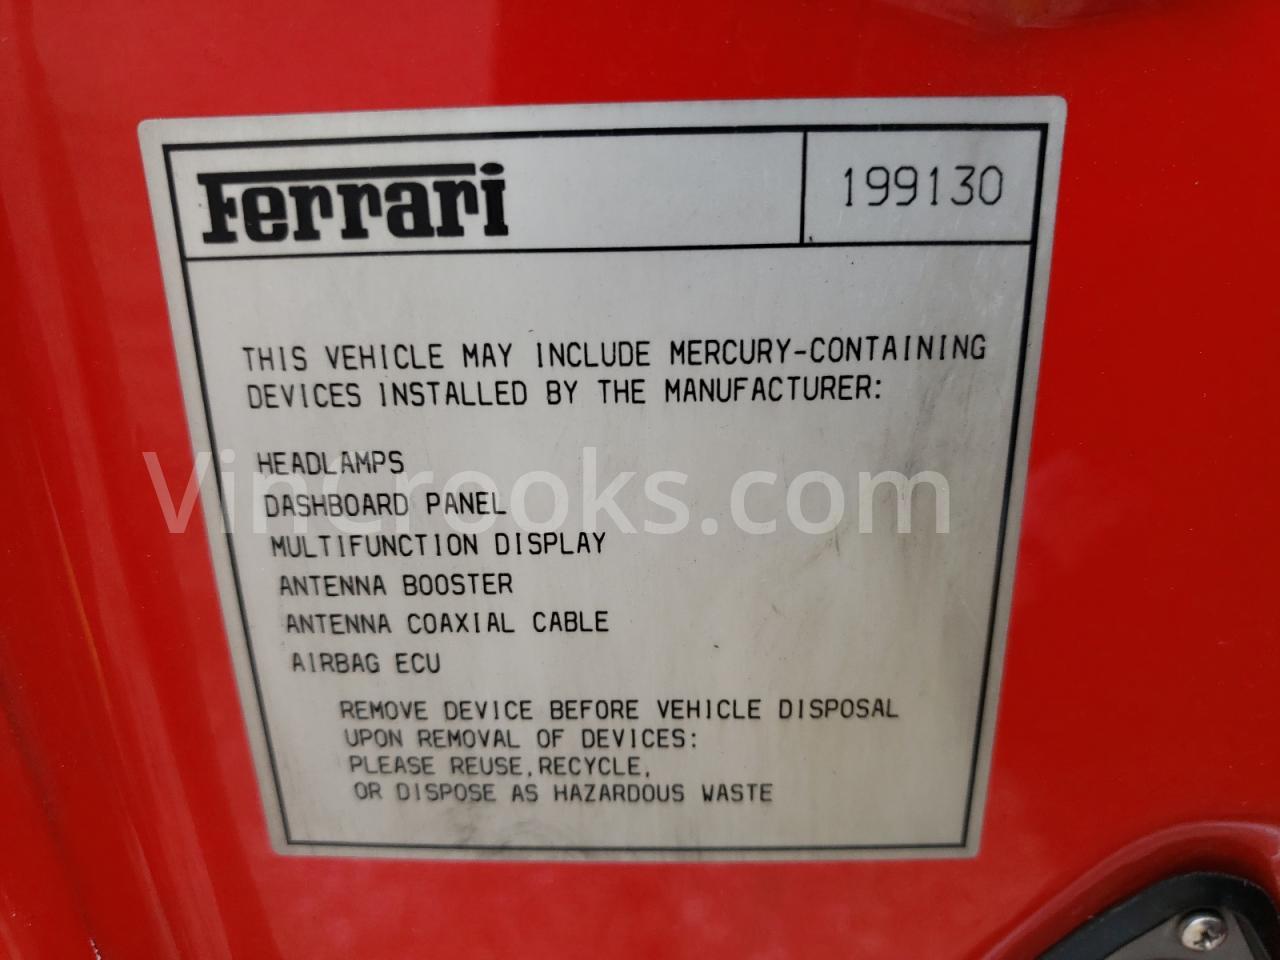 Ferrari 199130
THIS VEHICLE MAY INCLUDE MERCURY-CONTAINING
DEVICES INSTALLED BY THE MANUFACTURER:
HEADLAMPS
DASHBOARD PANEL
VinCrooks.com
MULTIFUNCTION DISPLAY
ANTENNA BOOSTER
ANTENNA COAXIAL CABLE
AIRBAG ECU
REMOVE DEVICE BEFORE VEHICLE DISPOSAL
UPON REMOVAL OF DEVICES:
PLEASE REUSE, RECYCLE,
OR DISPOSE AS HAZARDOUS WASTE